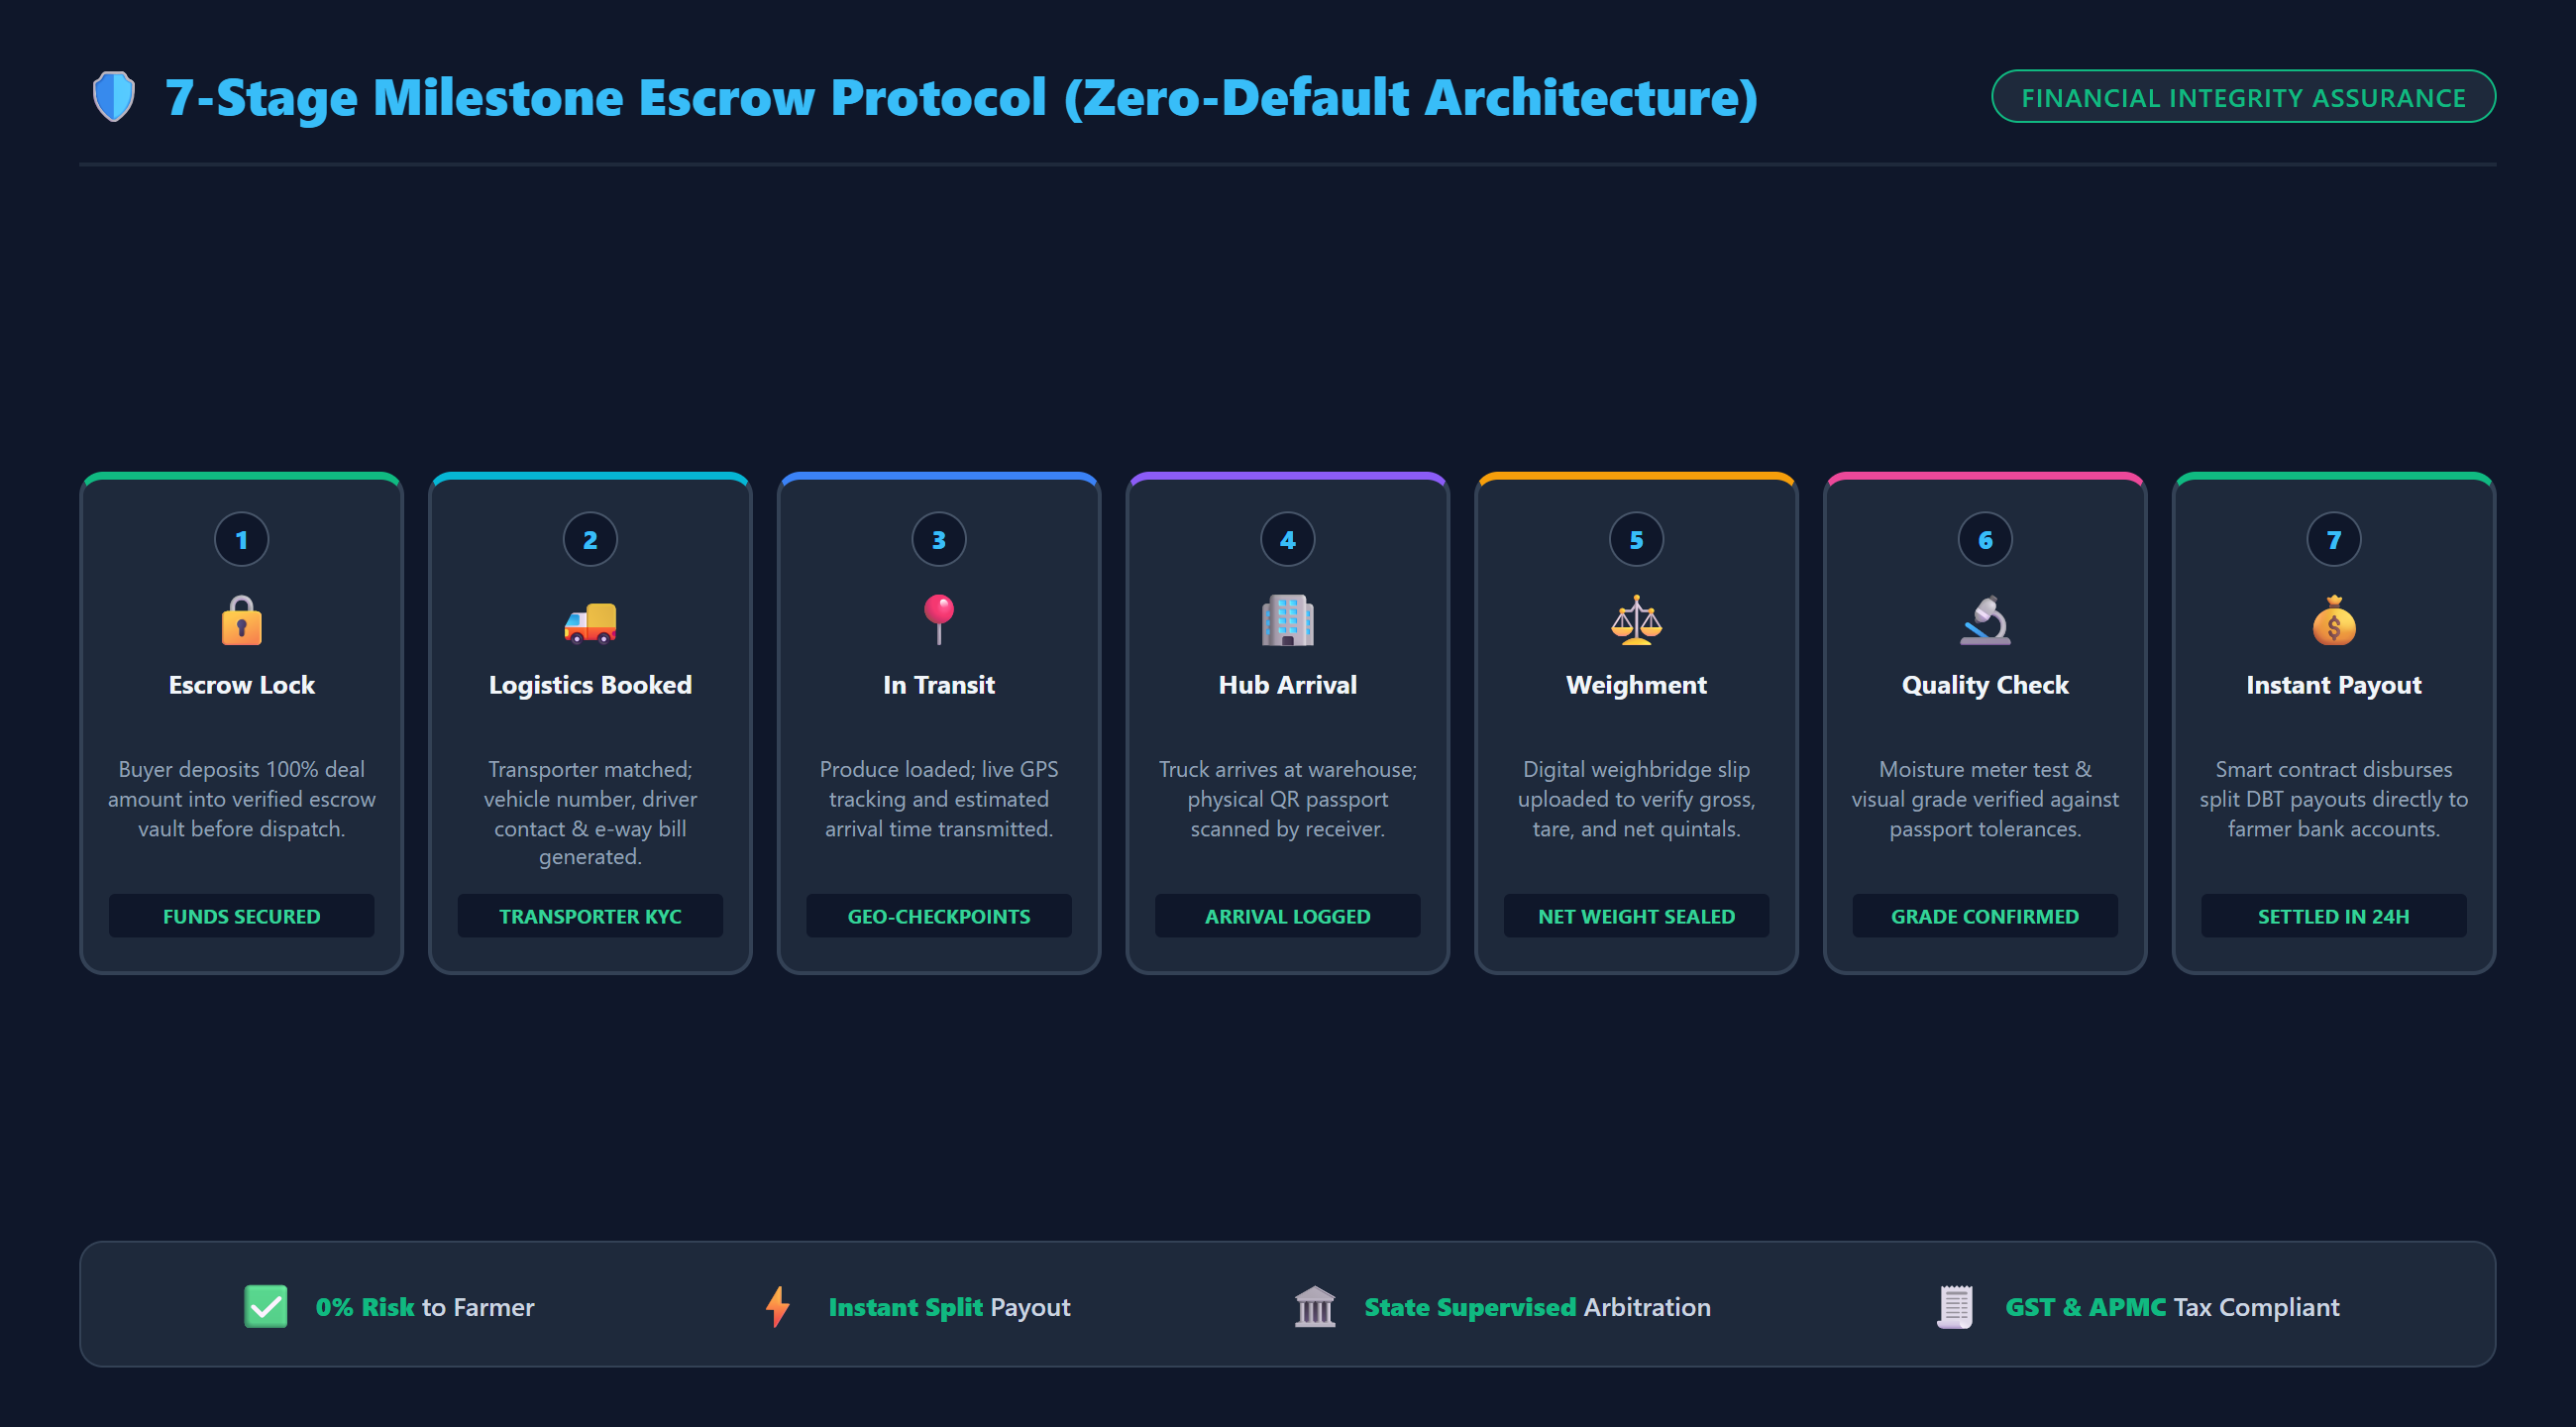 7-Stage Milestone Escrow Protocol (Zero-Default Architecture)
FINANCIAL INTEGRITY ASSURANCE
1
Escrow Lock
Buyer deposits 100% deal
amount into verified escrow
vault before dispatch.
FUNDS SECURED
2
Logistics Booked
Transporter matched;
vehicle number, driver
contact & e-way bill
generated.
TRANSPORTER KYC
3
In Transit
Produce loaded; live GPS
tracking and estimated
arrival time transmitted.
GEO-CHECKPOINTS
4
Hub Arrival
Truck arrives at warehouse;
physical QR passport
scanned by receiver.
ARRIVAL LOGGED
5
Weighment
Digital weighbridge slip
uploaded to verify gross,
tare, and net quintals.
NET WEIGHT SEALED
6
Quality Check
Moisture meter test &
visual grade verified against
passport tolerances.
GRADE CONFIRMED
7
Instant Payout
Smart contract disburses
split DBT payouts directly to
farmer bank accounts.
SETTLED IN 24H
0% Risk to Farmer
Instant Split Payout
State Supervised Arbitration
GST & APMC Tax Compliant